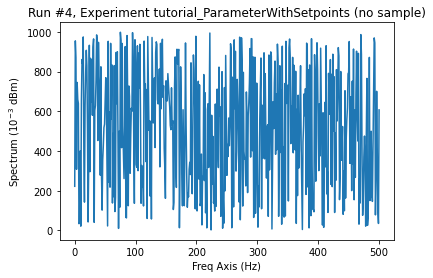 Run #4, Experiment tutorial_ParameterWithSetpoints (no sample)
1000
800
600
400
200
0
Spectrum (10⁻³ dBm)
0 100 200 300 400 500
Freq Axis (Hz)